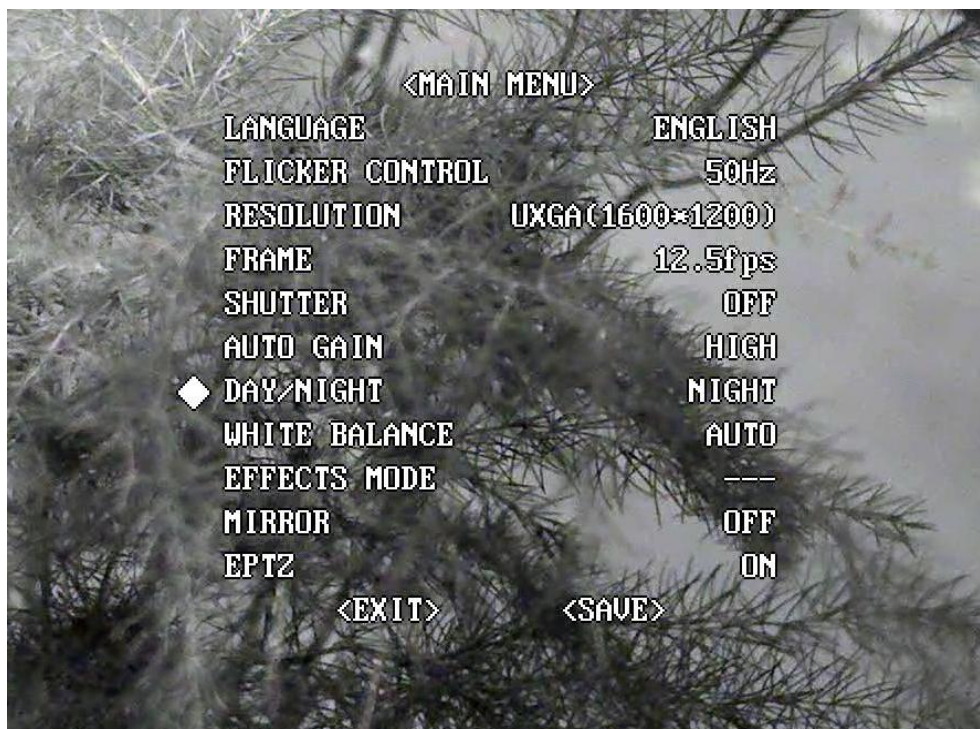 <MAIN MENU>
LANGUAGE ENGLISH
FLICKER CONTROL 50Hz
RESOLUTION UXGA(1600*1200)
FRAME 12.5fps
SHUTTER OFF
AUTO GAIN HIGH
DAY/NIGHT NIGHT
WHITE BALANCE AUTO
EFFECTS MODE ---
MIRROR OFF
EPTZ ON
<EXIT> <SAVE>